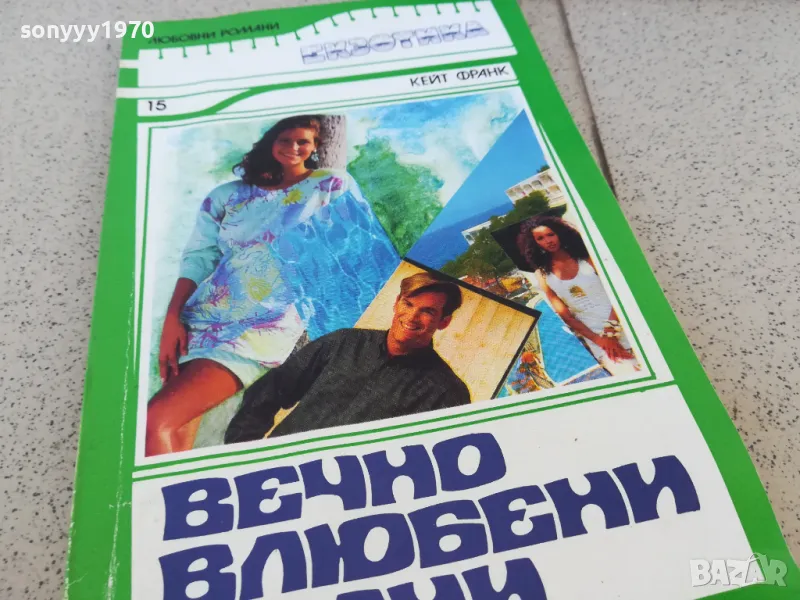 sonyyy1970
ЛЮБОВНИ РОМАНИ
ЕКЗОТИКА
15
КЕЙТ ФРАНК
ВЕЧНО
ВЛЮБЕНИ
BAZAR